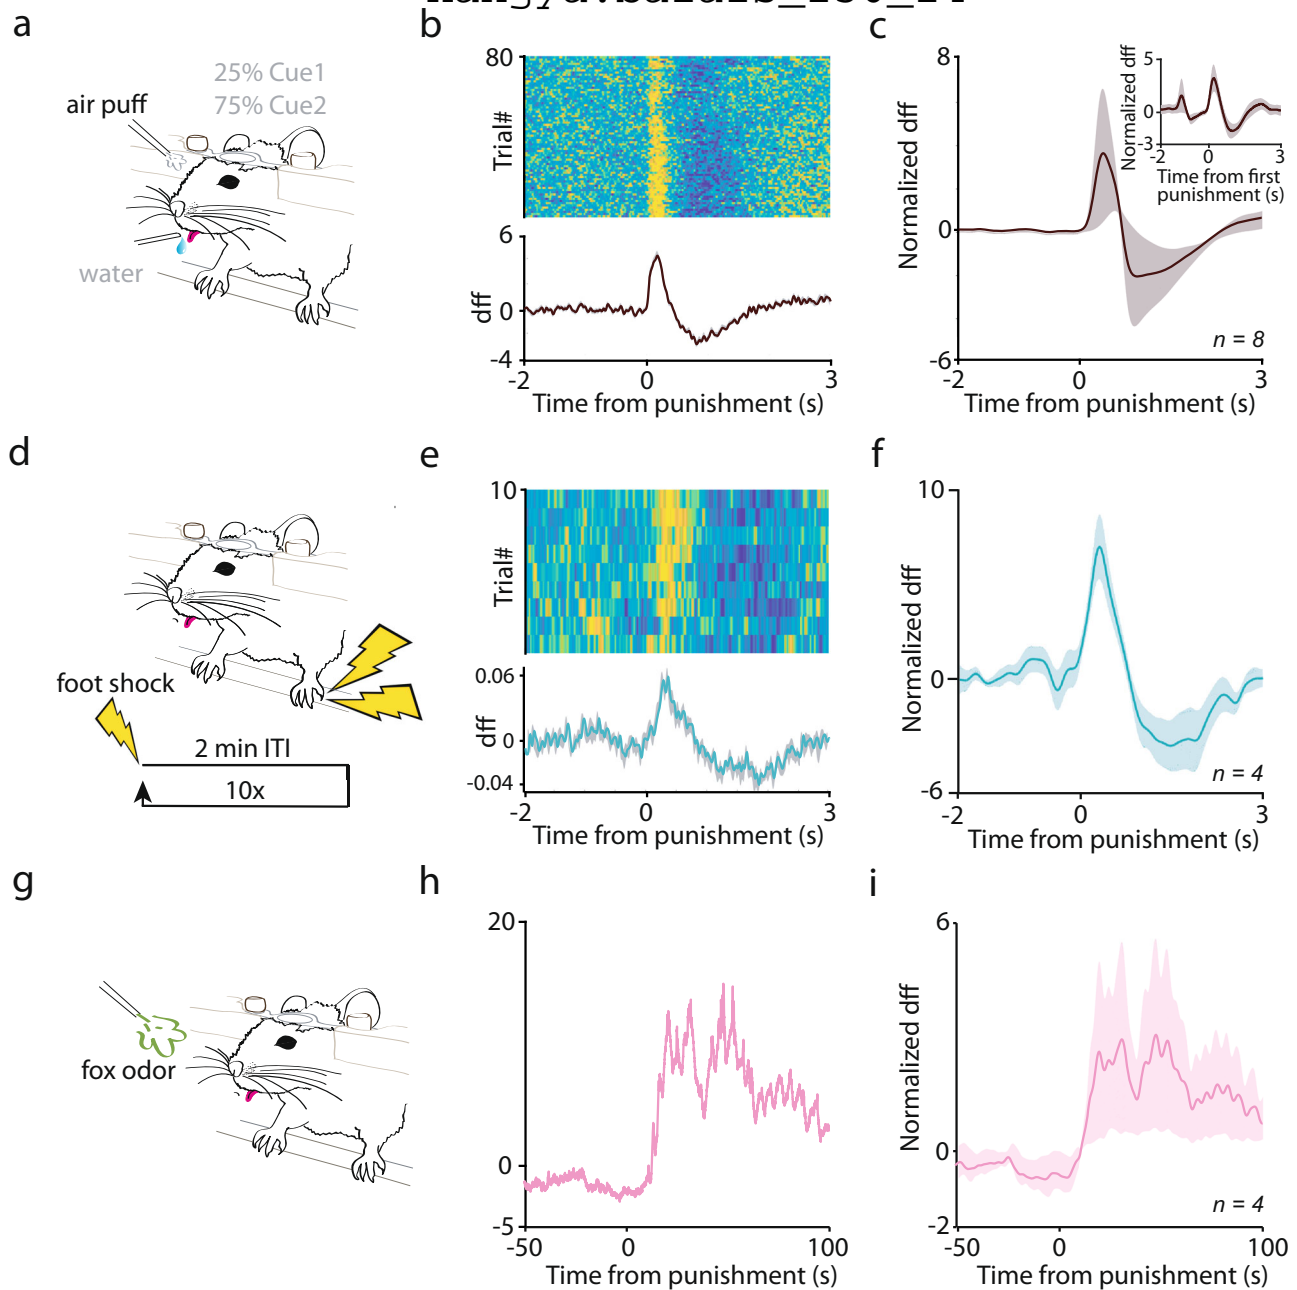 a
25% Cue1
75% Cue2
air puff
water
b
80
Trial#
6
0
-4
dff
-2
0
3
Time from punishment (s)
c
8
0
-6
Normalized dff
-2
0
3
Time from punishment (s)
n = 8
5
0
-3
Normalized dff
-2
0
3
Time from first
punishment (s)
d
foot shock
2 min ITI
10x
e
10
Trial#
0.06
0
-0.04
dff
-2
0
3
Time from punishment (s)
f
10
0
-6
Normalized dff
-2
0
3
Time from punishment (s)
n = 4
g
fox odor
h
20
0
-5
-50
0
100
Time from punishment (s)
i
6
0
-2
Normalized dff
-50
0
100
Time from punishment (s)
n = 4